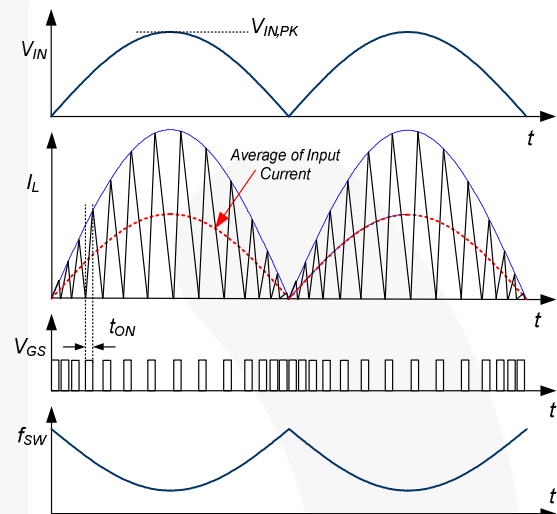 V_IN,PK
V_IN
t
I_L
Average of Input
Current
t
t_ON
V_GS
t
f_SW
t